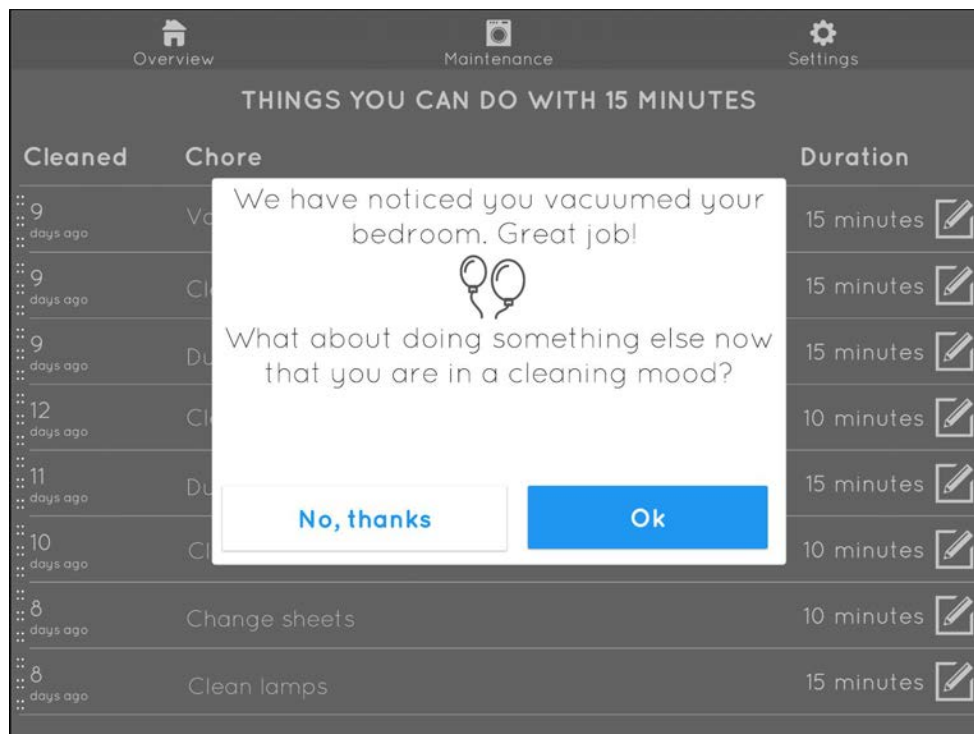 Overview Maintenance Settings
THINGS YOU CAN DO WITH 15 MINUTES
Cleaned Chore Duration
We have noticed you vacuumed your
bedroom. Great job!
What about doing something else now
that you are in a cleaning mood?
No, thanks Ok
9
days ago
15 minutes
9
days ago
15 minutes
9
days ago
15 minutes
12
days ago
10 minutes
11
days ago
15 minutes
10
days ago
10 minutes
8
days ago
Change sheets 10 minutes
8
days ago
Clean lamps 15 minutes